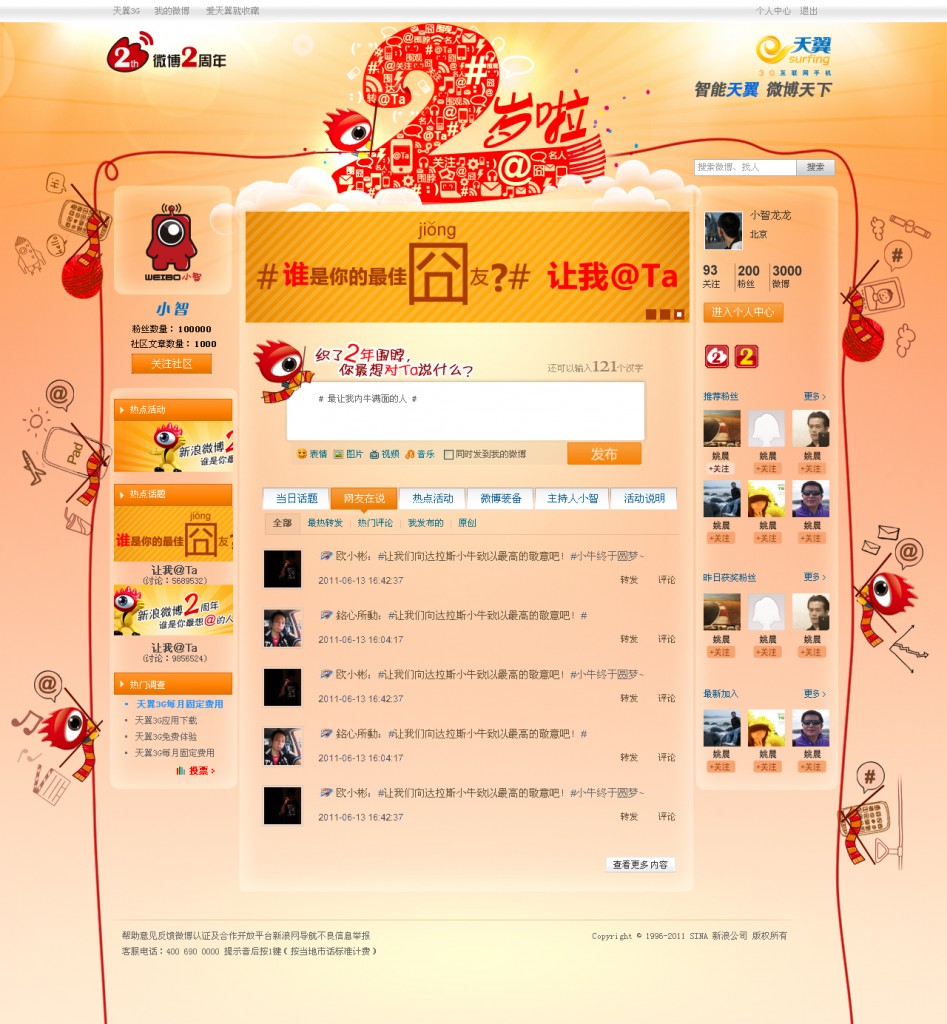 天翼3G 我的微博 爱天翼就收藏
个人中心 退出
2th 微博2周年
天翼
surfing
3G 互联网手机
智能天翼 微博天下
2岁啦
搜索微博、找人 搜索
WEIBO小智
小智
粉丝数量：100000
社区文章数量：1000
关注社区
热点活动
新浪微博2
谁是你最
热点话题
jiǒng
谁是你的最佳囧友?
让我@Ta
(讨论：5689532)
新浪微博2周年
谁是你最想@的人
让我@Ta
(讨论：9856524)
热门调查
天翼3G每月固定费用
天翼3G应用下载
天翼3G免费体验
天翼3G每月固定费用
投票 >
jiǒng
#谁是你的最佳囧友?# 让我@Ta
织了2年围脖，
你最想对Ta说什么?
还可以输入121个汉字
# 最让我内牛满面的人 #
表情 图片 视频 音乐 同时发到我的微博 发布
当日话题 网友在说 热点活动 微博装备 主持人小智 活动说明
全部 最热转发 热门评论 我发布的 原创
欧小彬：#让我们向达拉斯小牛致以最高的敬意吧！#小牛终于圆梦~
2011-06-13 16:42:37 转发 评论
銘心所動：#让我们向达拉斯小牛致以最高的敬意吧！#
2011-06-13 16:04:17 转发 评论
欧小彬：#让我们向达拉斯小牛致以最高的敬意吧！#小牛终于圆梦~
2011-06-13 16:42:37 转发 评论
銘心所動：#让我们向达拉斯小牛致以最高的敬意吧！#
2011-06-13 16:04:17 转发 评论
欧小彬：#让我们向达拉斯小牛致以最高的敬意吧！#小牛终于圆梦~
2011-06-13 16:42:37 转发 评论
查看更多内容
小智龙龙
北京
93 200 3000
关注 粉丝 微博
进入个人中心
推荐粉丝 更多 >
姚晨 姚晨 姚晨
+关注 +关注 +关注
姚晨 姚晨 姚晨
+关注 +关注 +关注
昨日获奖粉丝 更多 >
姚晨 姚晨 姚晨
+关注 +关注 +关注
最新加入 更多 >
姚晨 姚晨 姚晨
+关注 +关注 +关注
帮助意见反馈微博认证及合作开放平台新浪网导航不良信息举报
客服电话：400 690 0000 提示音后按1键（按当地市话标准计费）
Copyright © 1996-2011 SINA 新浪公司 版权所有